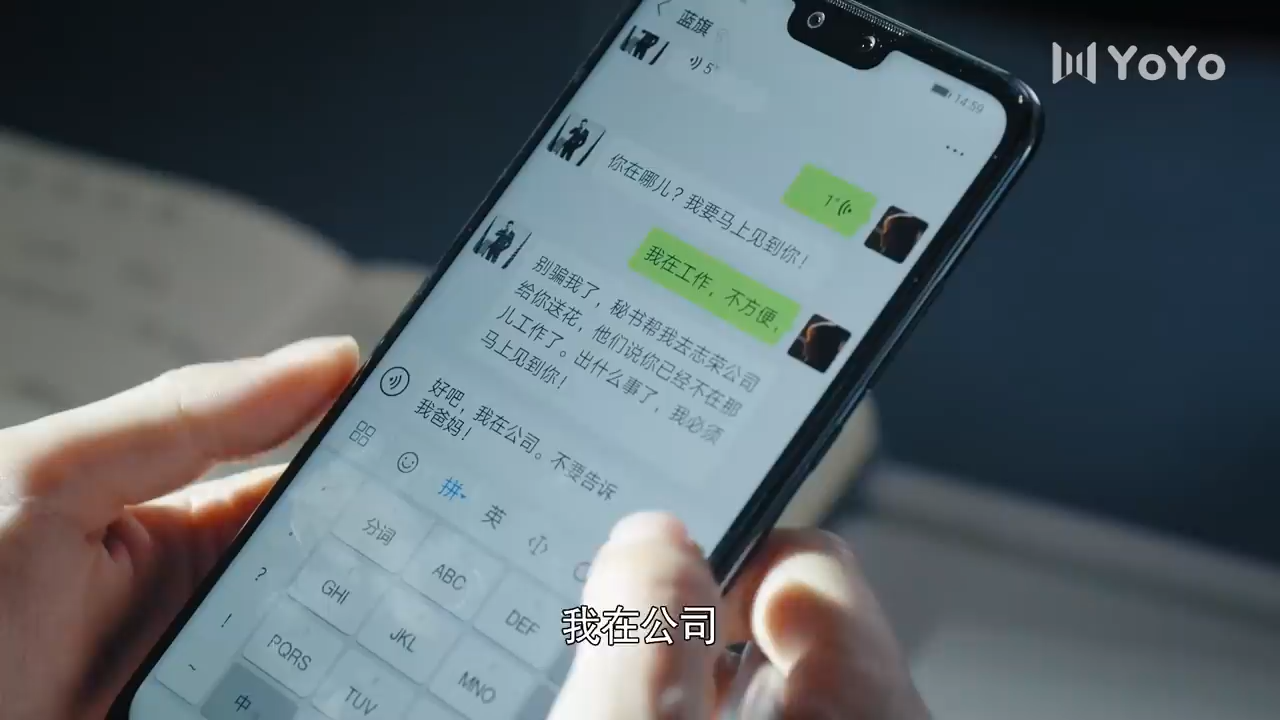 蓝旗
YOYO
5"
14:59
1"
你在哪儿？我要马上见到你！
我在工作，不方便，
别骗我了，秘书帮我去志荣公司
给你送花，他们说你已经不在那
儿工作了。出什么事了，我必须
马上见到你！
好吧，我在公司。不要告诉
我爸妈！
拼
英
分词
ABC
DEF
?
GHI
JKL
!
PQRS
TUV
MNO
~
中
我在公司